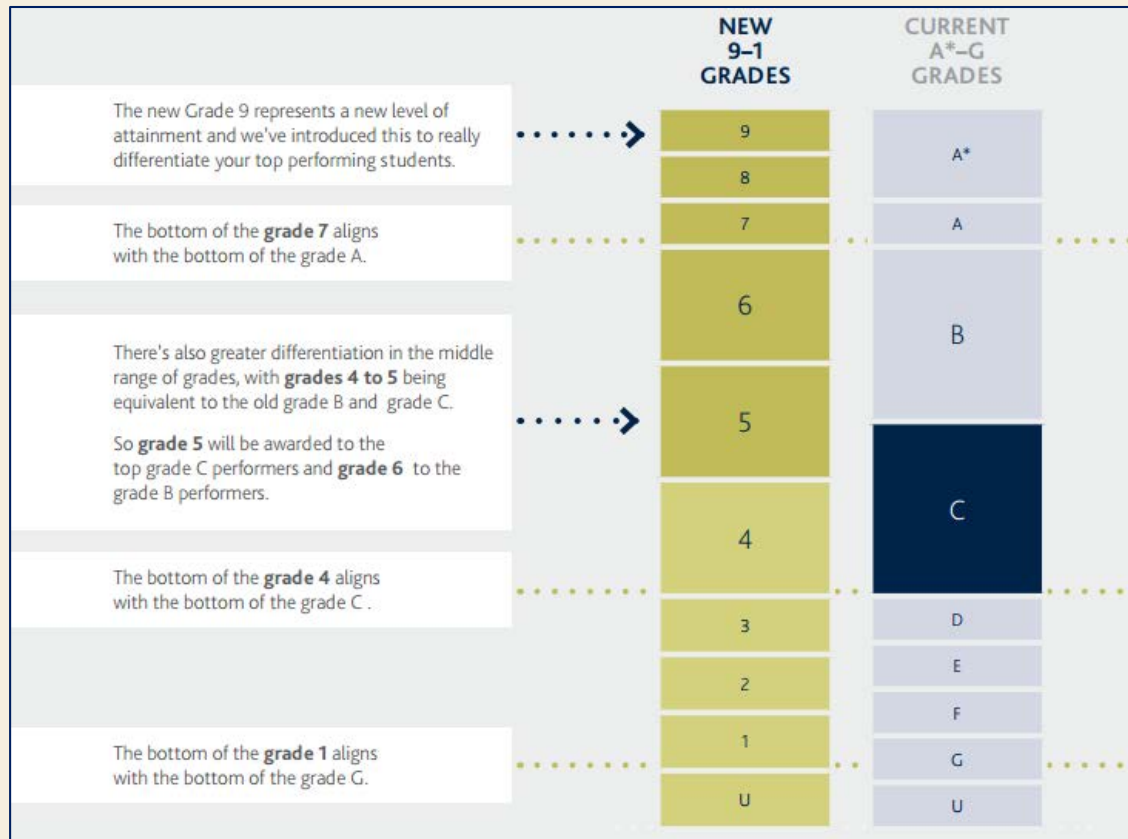 NEW
9–1
GRADES
CURRENT
A*–G
GRADES
The new Grade 9 represents a new level of
attainment and we've introduced this to really
differentiate your top performing students.
The bottom of the grade 7 aligns
with the bottom of the grade A.
There's also greater differentiation in the middle
range of grades, with grades 4 to 5 being
equivalent to the old grade B and grade C.
So grade 5 will be awarded to the
top grade C performers and grade 6 to the
grade B performers.
The bottom of the grade 4 aligns
with the bottom of the grade C .
The bottom of the grade 1 aligns
with the bottom of the grade G.
9
8
7
6
5
4
3
2
1
U
A*
A
B
C
D
E
F
G
U